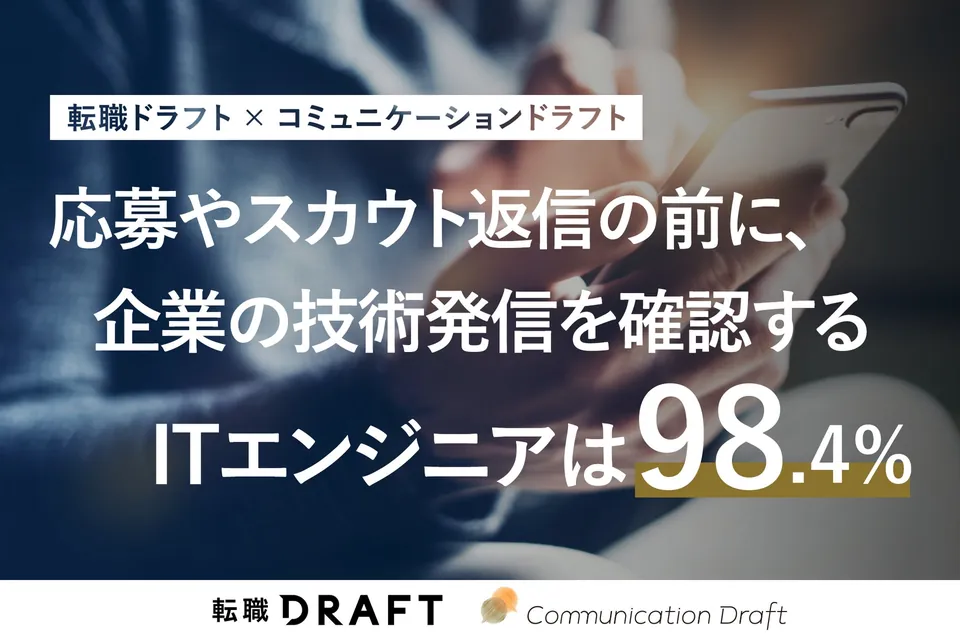 転職ドラフト × コミュニケーションドラフト
応募やスカウト返信の前に、
企業の技術発信を確認する
ITエンジニアは98.4%
転職 DRAFT Communication Draft